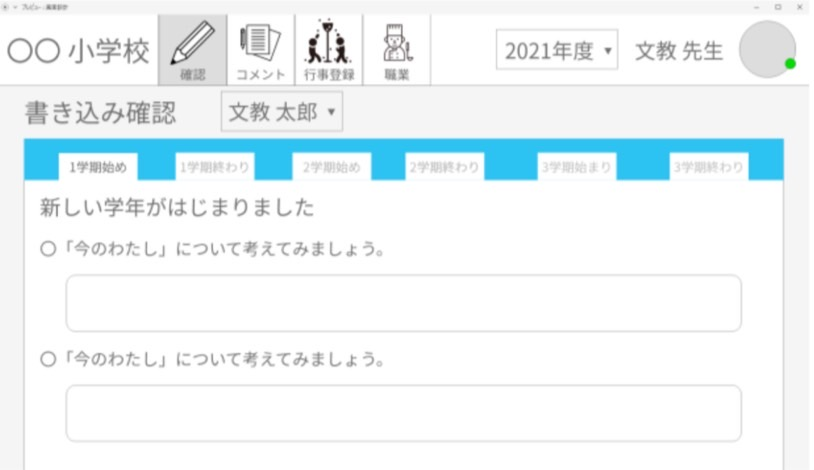 〇〇 小学校
確認
コメント
行事登録
職業
2021年度
文教 先生
書き込み確認
文教 太郎
1学期始め
1学期終わり
2学期始め
2学期終わり
3学期始まり
3学期終わり
新しい学年がはじまりました
〇「今のわたし」について考えてみましょう。
〇「今のわたし」について考えてみましょう。